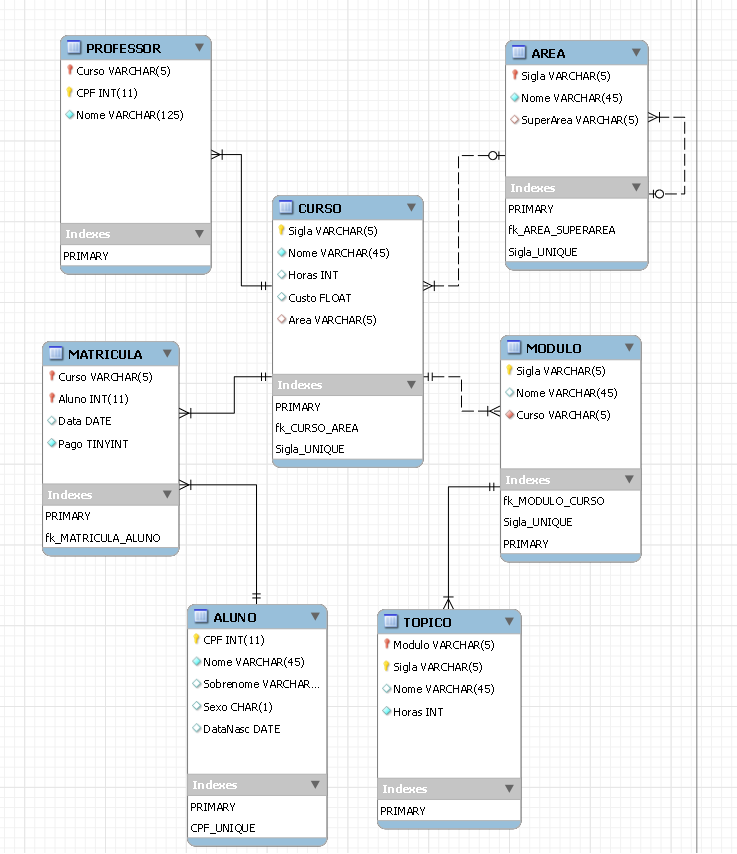 PROFESSOR
Curso VARCHAR(5)
CPF INT(11)
Nome VARCHAR(125)
Indexes
PRIMARY
AREA
Sigla VARCHAR(5)
Nome VARCHAR(45)
SuperArea VARCHAR(5)
Indexes
PRIMARY
fk_AREA_SUPERAREA
Sigla_UNIQUE
CURSO
Sigla VARCHAR(5)
Nome VARCHAR(45)
Horas INT
Custo FLOAT
Area VARCHAR(5)
Indexes
PRIMARY
fk_CURSO_AREA
Sigla_UNIQUE
MATRICULA
Curso VARCHAR(5)
Aluno INT(11)
Data DATE
Pago TINYINT
Indexes
PRIMARY
fk_MATRICULA_ALUNO
MODULO
Sigla VARCHAR(5)
Nome VARCHAR(45)
Curso VARCHAR(5)
Indexes
fk_MODULO_CURSO
Sigla_UNIQUE
PRIMARY
ALUNO
CPF INT(11)
Nome VARCHAR(45)
Sobrenome VARCHAR...
Sexo CHAR(1)
DataNasc DATE
Indexes
PRIMARY
CPF_UNIQUE
TOPICO
Modulo VARCHAR(5)
Sigla VARCHAR(5)
Nome VARCHAR(45)
Horas INT
Indexes
PRIMARY